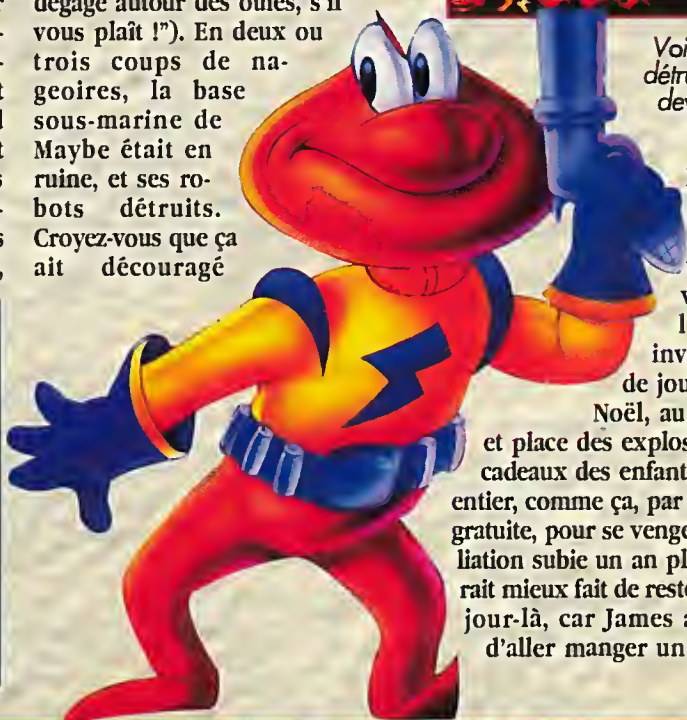 dégagé autour des ouïes, s'il
vous plaît !"). En deux ou
trois coups de na-
geoires, la base
sous-marine de
Maybe était en
ruine, et ses ro-
bots détruits.
Croyez-vous que ça
ait découragé
Voi
détru
dev
inv
de jou
Noël, au
et place des explos
cadeaux des enfant
entier, comme ça, par
gratuite, pour se venge
liation subie un an pl
rait mieux fait de reste
jour-là, car James a
d'aller manger un